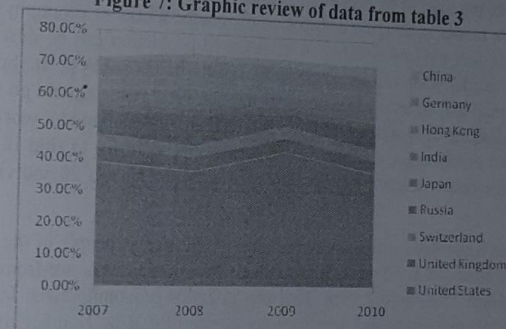 Figure 7: Graphic review of data from table 3
80.00%
70.00%
60.00%
50.00%
40.00%
30.00%
20.00%
10.00%
0.00%
2007 2008 2009 2010
China
Germany
Hong Kong
India
Japan
Russia
Switzerland
United Kingdom
United States